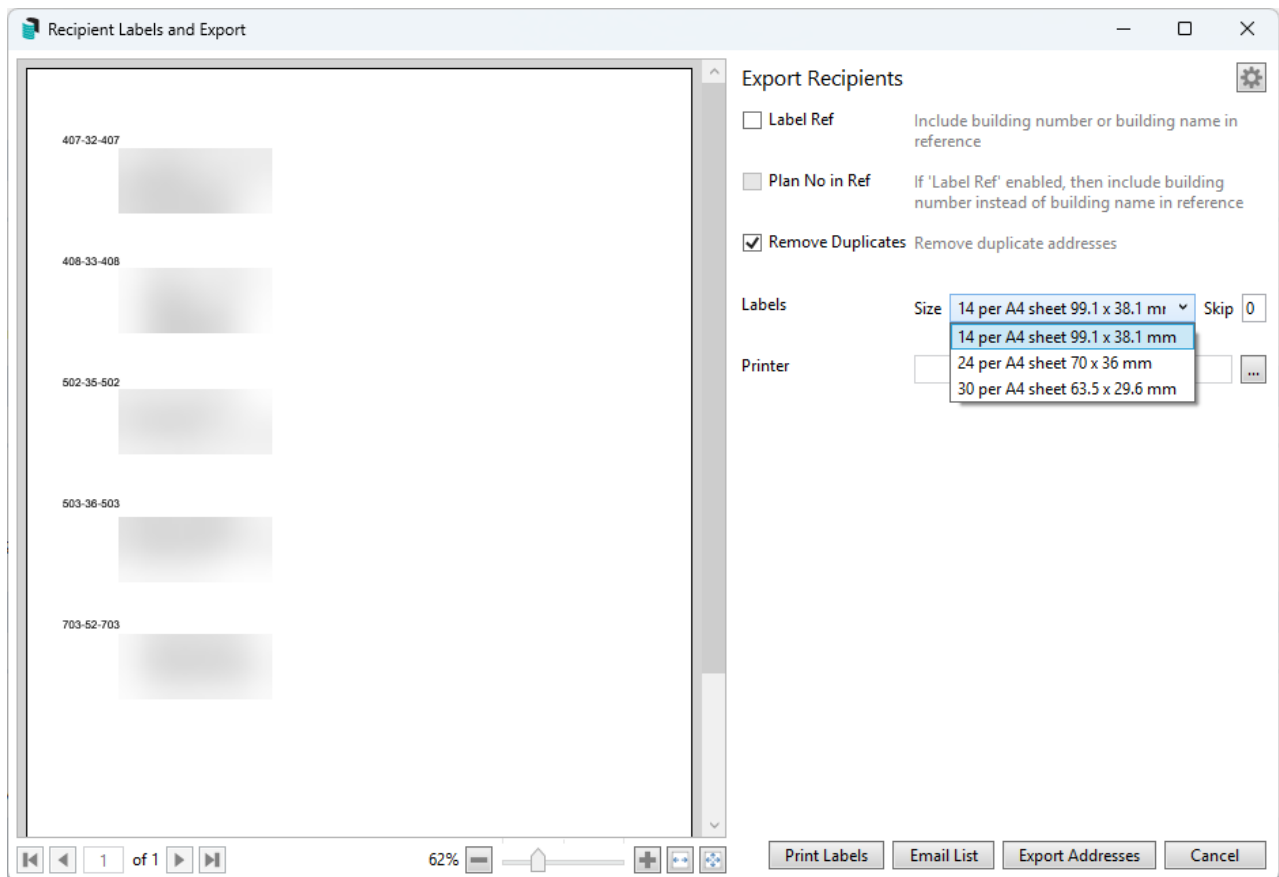 Recipient Labels and Export
407-32-407
408-33-408
502-35-502
503-36-503
703-52-703
1 of 1
62%
Export Recipients
Label Ref
Include building number or building name in
reference
Plan No in Ref
If 'Label Ref' enabled, then include building
number instead of building name in reference
Remove Duplicates
Remove duplicate addresses
Labels
Size
14 per A4 sheet 99.1 x 38.1 mr
Skip
0
14 per A4 sheet 99.1 x 38.1 mm
24 per A4 sheet 70 x 36 mm
30 per A4 sheet 63.5 x 29.6 mm
Printer
...
Print Labels
Email List
Export Addresses
Cancel